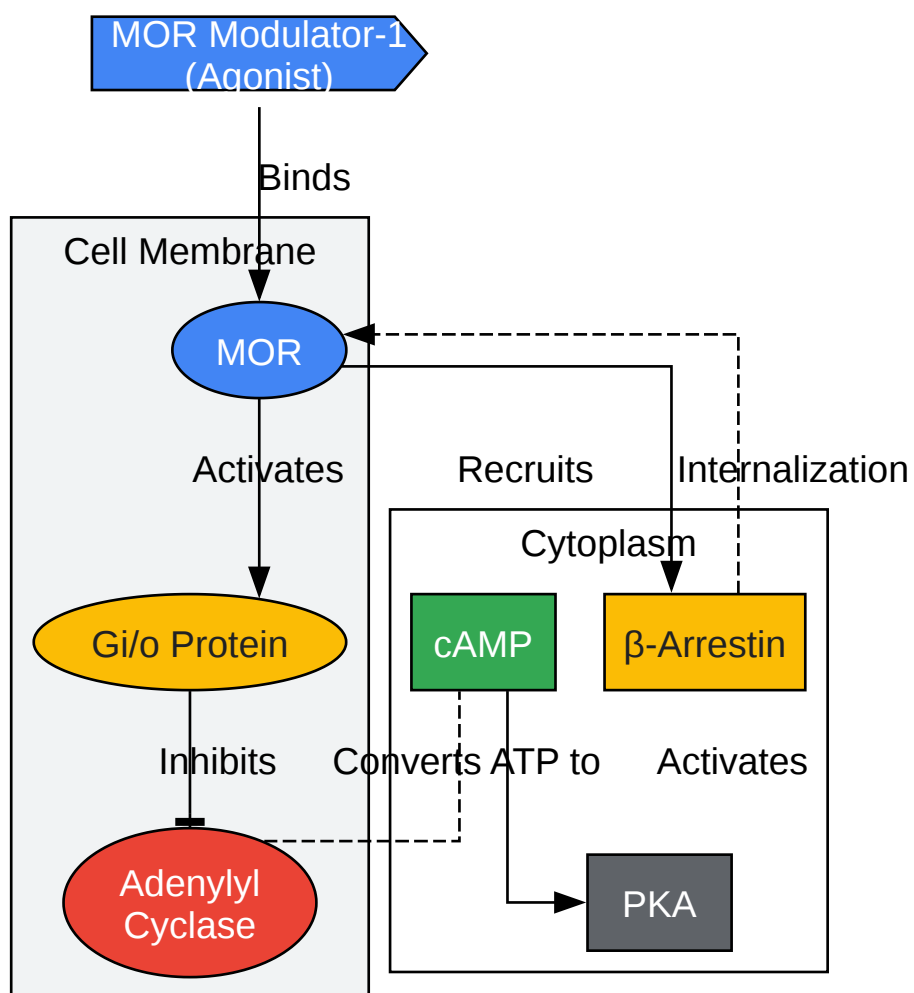 MOR Modulator-1
(Agonist)
Binds
Cell Membrane
MOR
Activates
Recruits
Internalization
Cytoplasm
Gi/o Protein
cAMP
β-Arrestin
Inhibits
Converts ATP to
Activates
Adenylyl
Cyclase
PKA